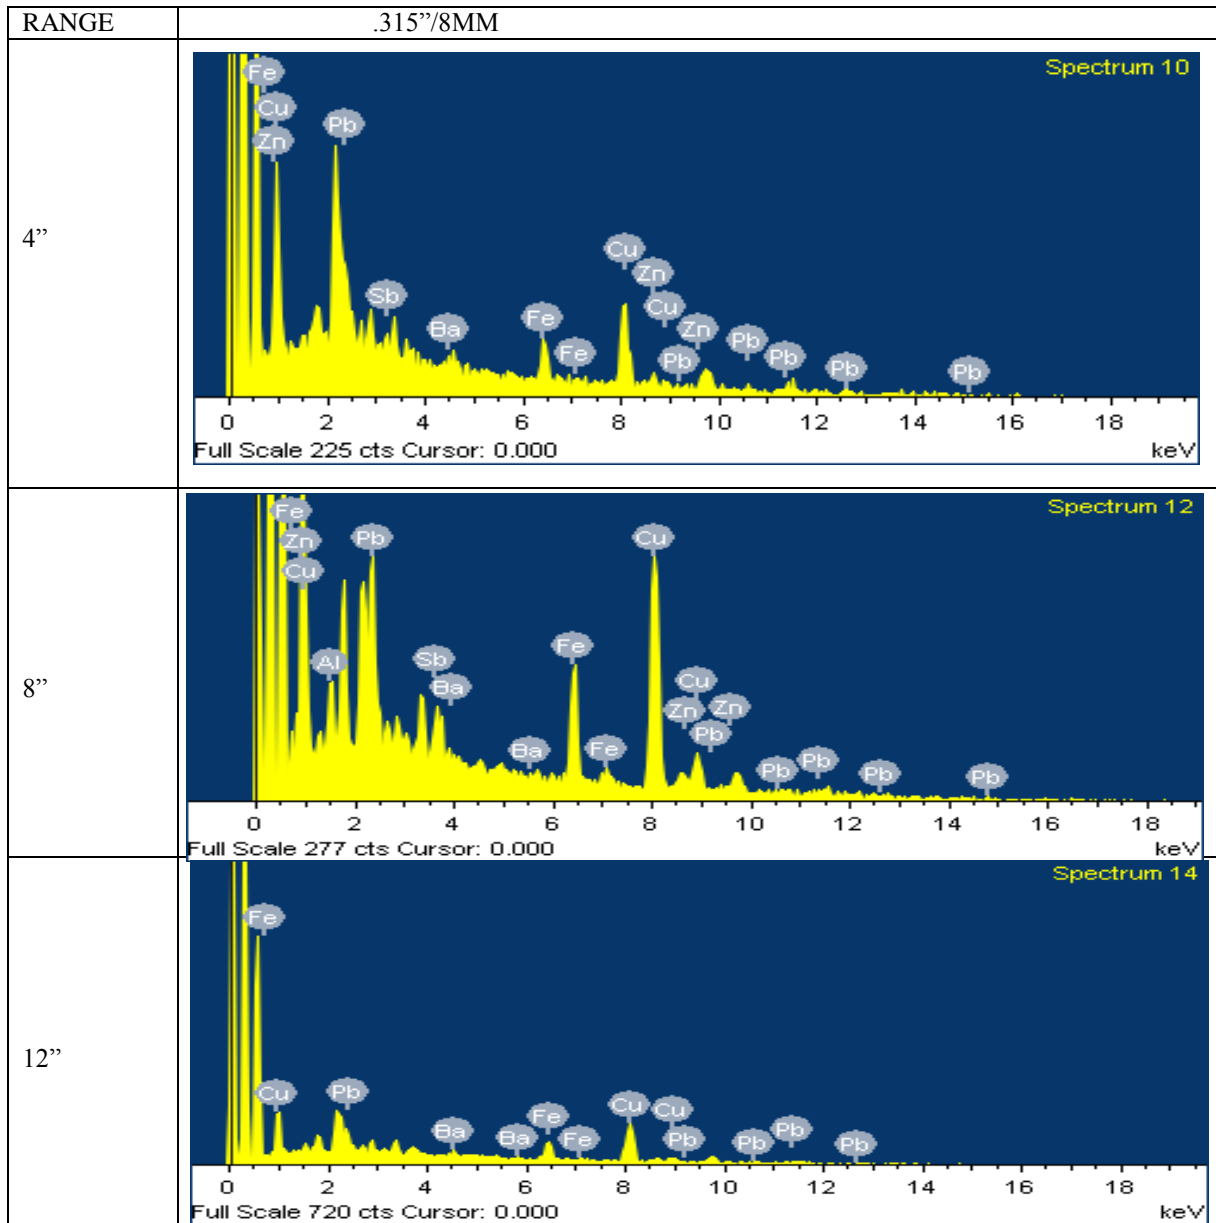 RANGE .315”/8MM
4”
Spectrum 10
Fe
Cu
Zn
Pb
Sb
Ba
Fe
Fe
Cu
Zn
Cu
Zn
Pb
Pb
Pb
Pb
Pb
0 2 4 6 8 10 12 14 16 18
Full Scale 225 cts Cursor: 0.000 keV
8”
Spectrum 12
Fe
Zn
Cu
Pb
Al
Sb
Ba
Ba
Fe
Fe
Cu
Cu
Zn
Zn
Pb
Pb
Pb
Pb
Pb
0 2 4 6 8 10 12 14 16 18
Full Scale 277 cts Cursor: 0.000 keV
12”
Spectrum 14
Fe
Cu
Pb
Ba
Ba
Fe
Fe
Cu
Cu
Pb
Pb
Pb
Pb
0 2 4 6 8 10 12 14 16 18
Full Scale 720 cts Cursor: 0.000 keV